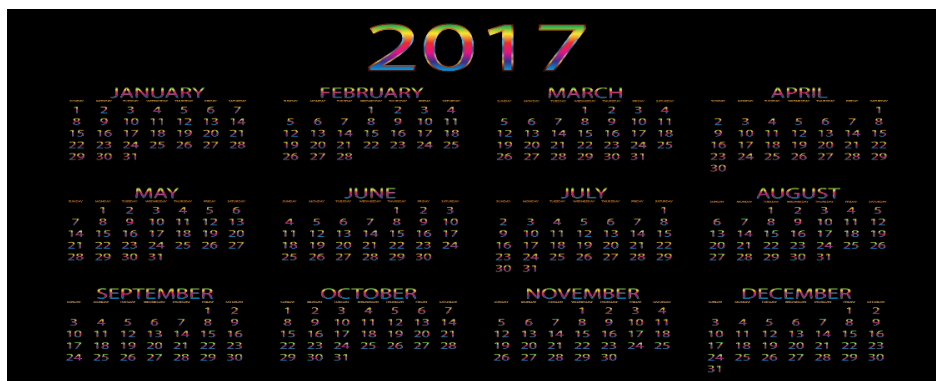 2017
JANUARY
1 2 3 4 5 6 7
8 9 10 11 12 13 14
15 16 17 18 19 20 21
22 23 24 25 26 27 28
29 30 31
FEBRUARY
1 2 3 4
5 6 7 8 9 10 11
12 13 14 15 16 17 18
19 20 21 22 23 24 25
26 27 28
MARCH
1 2 3 4
5 6 7 8 9 10 11
12 13 14 15 16 17 18
19 20 21 22 23 24 25
26 27 28 29 30 31
APRIL
1
2 3 4 5 6 7 8
9 10 11 12 13 14 15
16 17 18 19 20 21 22
23 24 25 26 27 28 29
30
MAY
1 2 3 4 5 6
7 8 9 10 11 12 13
14 15 16 17 18 19 20
21 22 23 24 25 26 27
28 29 30 31
JUNE
1 2 3
4 5 6 7 8 9 10
11 12 13 14 15 16 17
18 19 20 21 22 23 24
25 26 27 28 29 30
JULY
1
2 3 4 5 6 7 8
9 10 11 12 13 14 15
16 17 18 19 20 21 22
23 24 25 26 27 28 29
30 31
AUGUST
1 2 3 4 5
6 7 8 9 10 11 12
13 14 15 16 17 18 19
20 21 22 23 24 25 26
27 28 29 30 31
SEPTEMBER
1 2
3 4 5 6 7 8 9
10 11 12 13 14 15 16
17 18 19 20 21 22 23
24 25 26 27 28 29 30
OCTOBER
1 2 3 4 5 6 7
8 9 10 11 12 13 14
15 16 17 18 19 20 21
22 23 24 25 26 27 28
29 30 31
NOVEMBER
1 2 3 4
5 6 7 8 9 10 11
12 13 14 15 16 17 18
19 20 21 22 23 24 25
26 27 28 29 30
DECEMBER
1 2
3 4 5 6 7 8 9
10 11 12 13 14 15 16
17 18 19 20 21 22 23
24 25 26 27 28 29 30
31